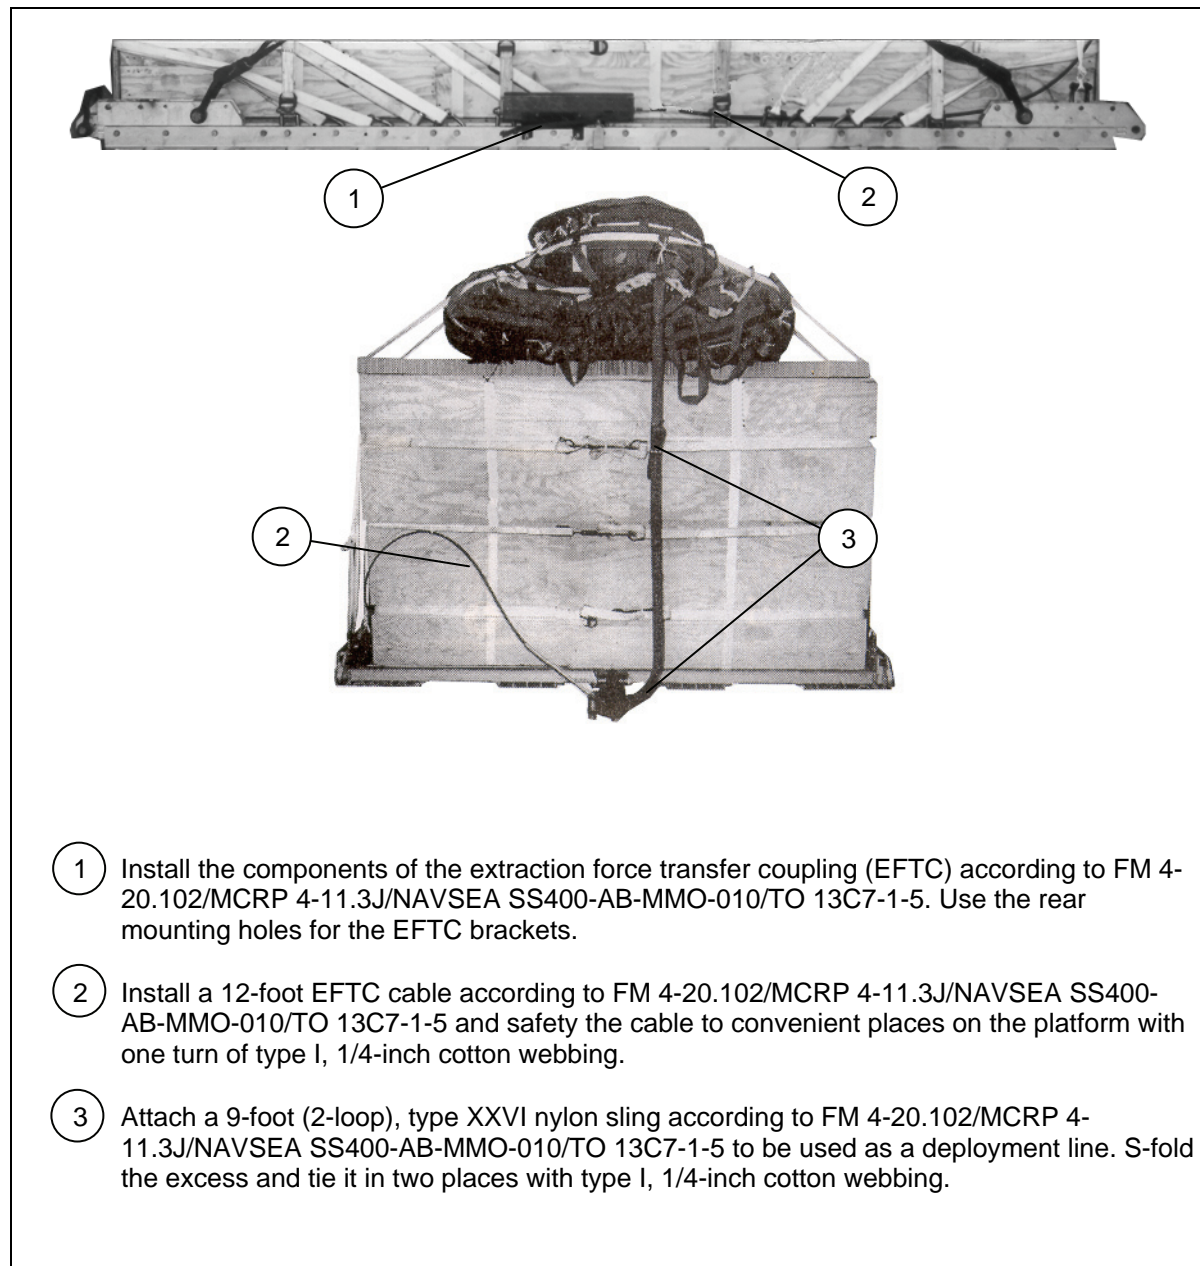 1
2
2
3
1 Install the components of the extraction force transfer coupling (EFTC) according to FM 4-
20.102/MCRP 4-11.3J/NAVSEA SS400-AB-MMO-010/TO 13C7-1-5. Use the rear
mounting holes for the EFTC brackets.
2 Install a 12-foot EFTC cable according to FM 4-20.102/MCRP 4-11.3J/NAVSEA SS400-
AB-MMO-010/TO 13C7-1-5 and safety the cable to convenient places on the platform with
one turn of type I, 1/4-inch cotton webbing.
3 Attach a 9-foot (2-loop), type XXVI nylon sling according to FM 4-20.102/MCRP 4-
11.3J/NAVSEA SS400-AB-MMO-010/TO 13C7-1-5 to be used as a deployment line. S-fold
the excess and tie it in two places with type I, 1/4-inch cotton webbing.